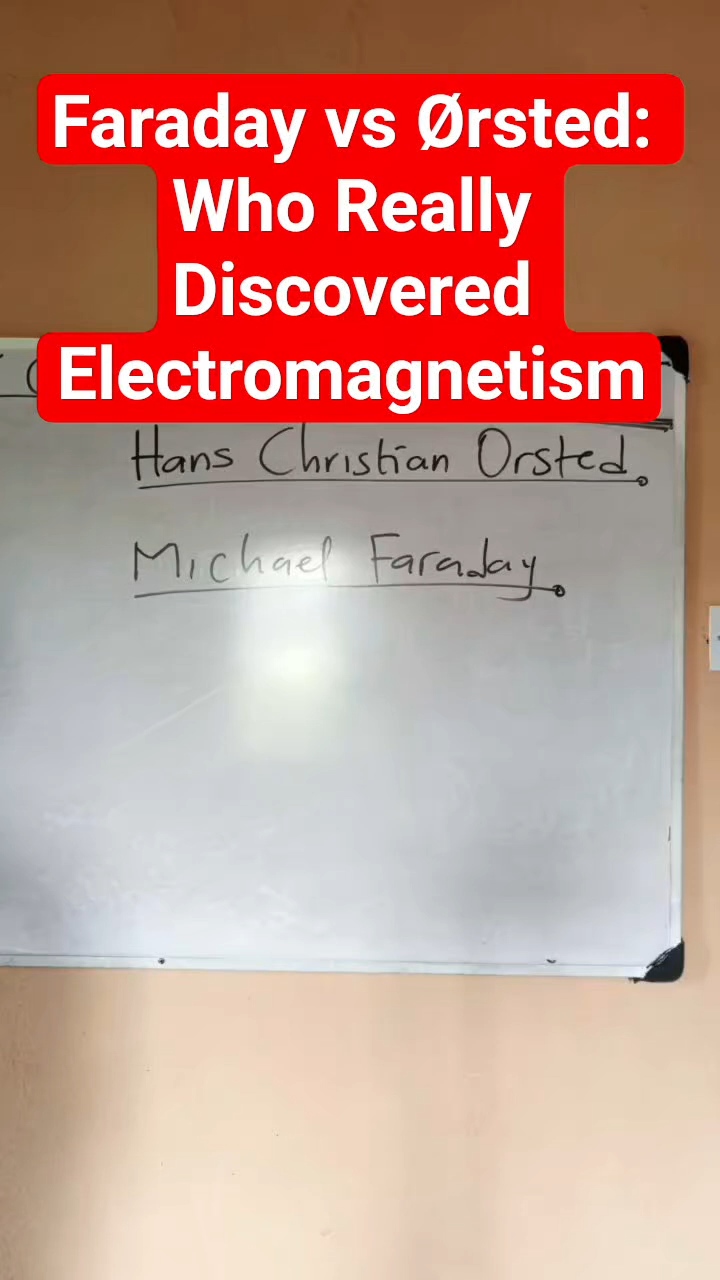 Faraday vs Ørsted:
Who Really
Discovered
Electromagnetism
Hans Christian Orsted.
Michael Faraday.